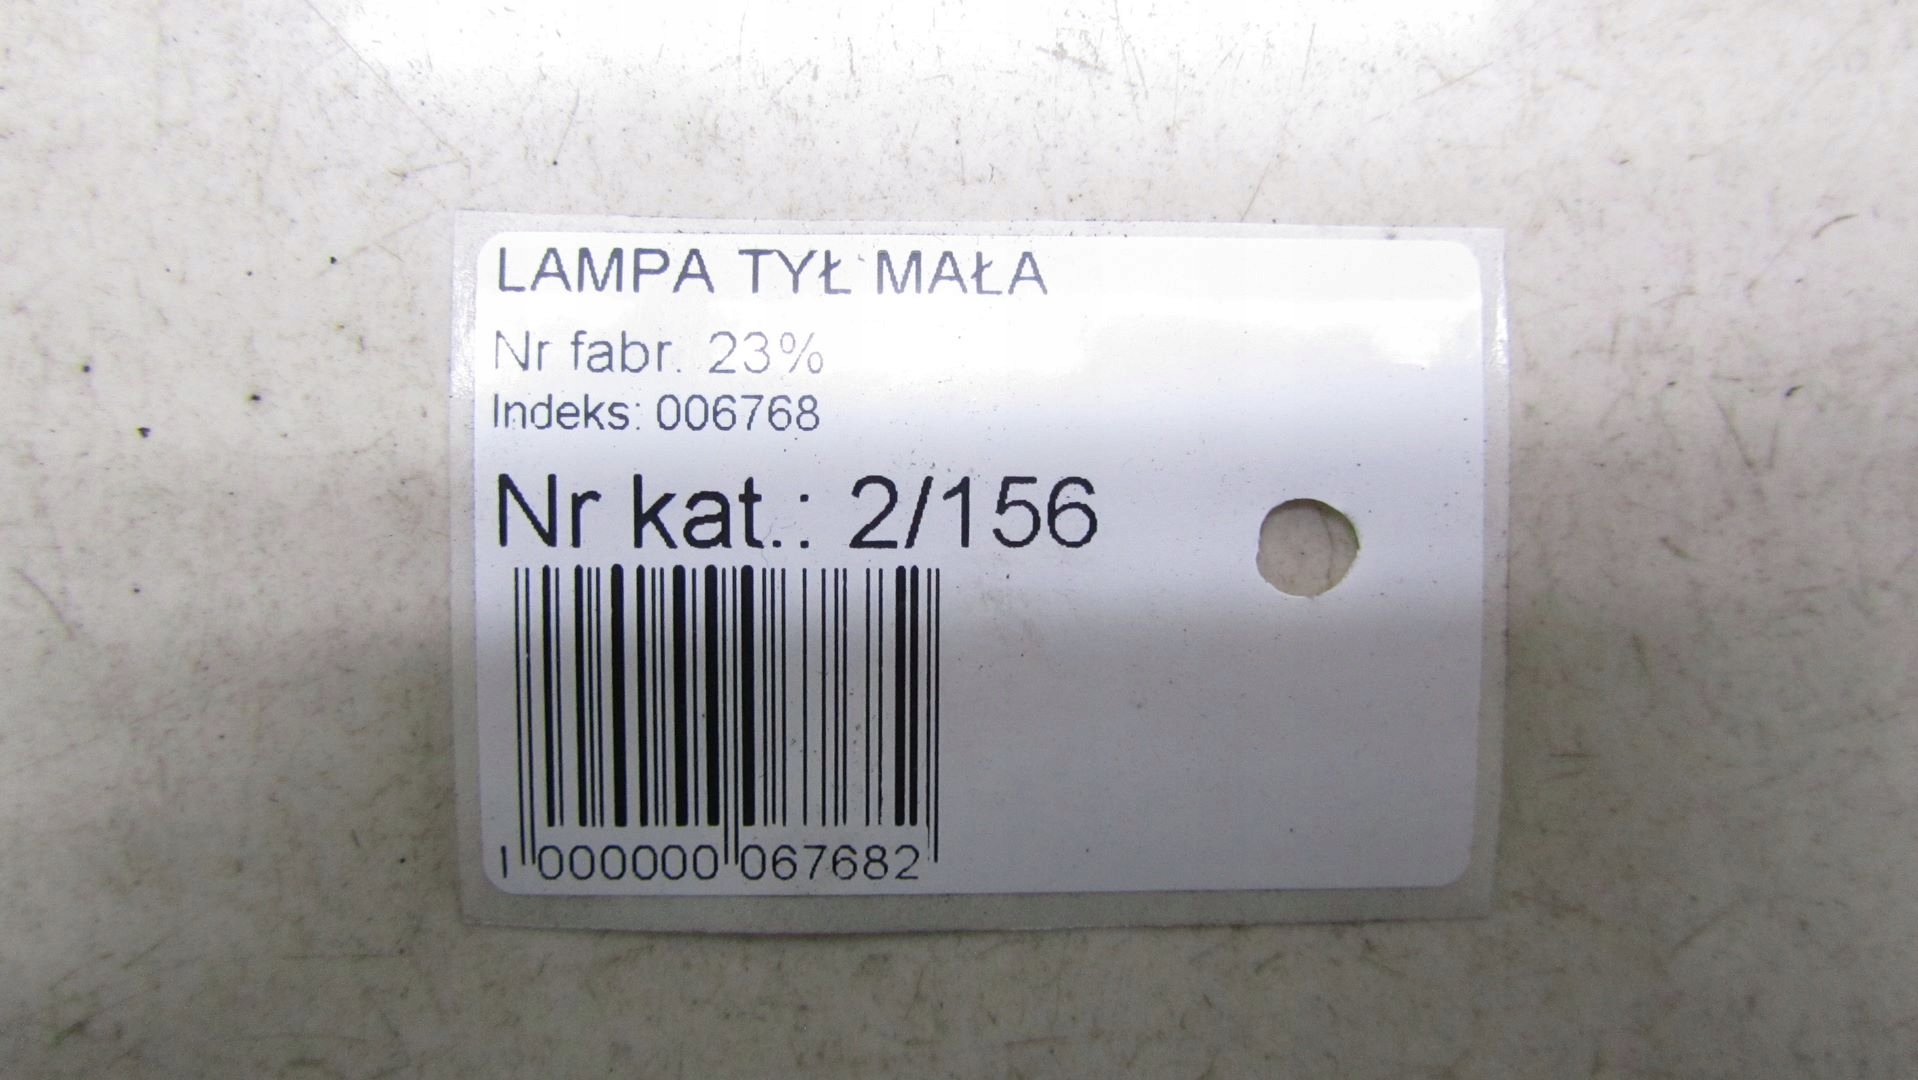 LAMPA TYŁ MAŁA
Nr fabr. 23%
Indeks: 006768
Nr kat.: 2/156
1 000000 067682